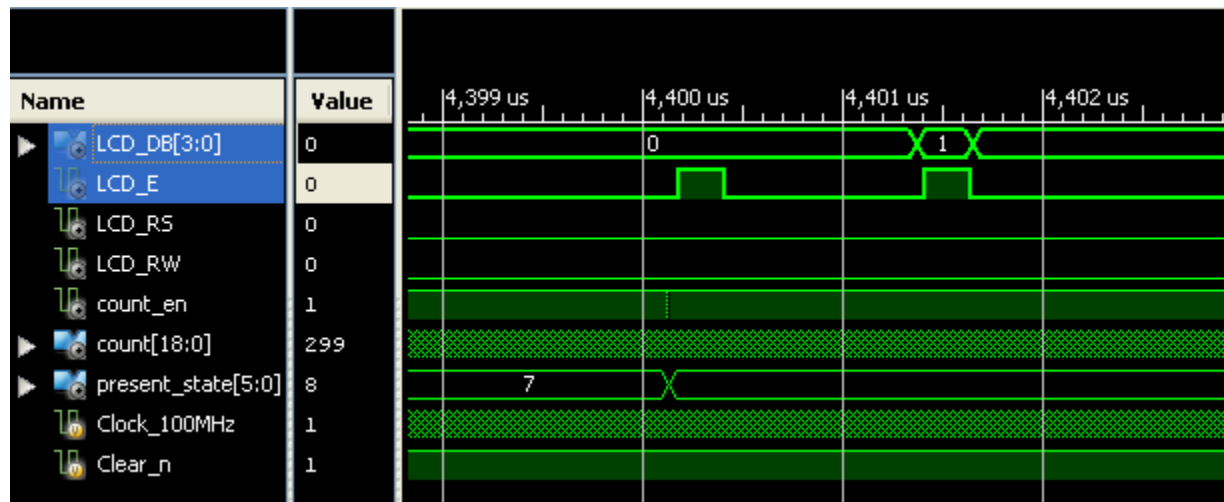 Name Value 4,399 us 4,400 us 4,401 us 4,402 us
LCD_DB[3:0] 0 0 1
LCD_E 0
LCD_RS 0
LCD_RW 0
count_en 1
count[18:0] 299
present_state[5:0] 8 7
Clock_100MHz 1
Clear_n 1